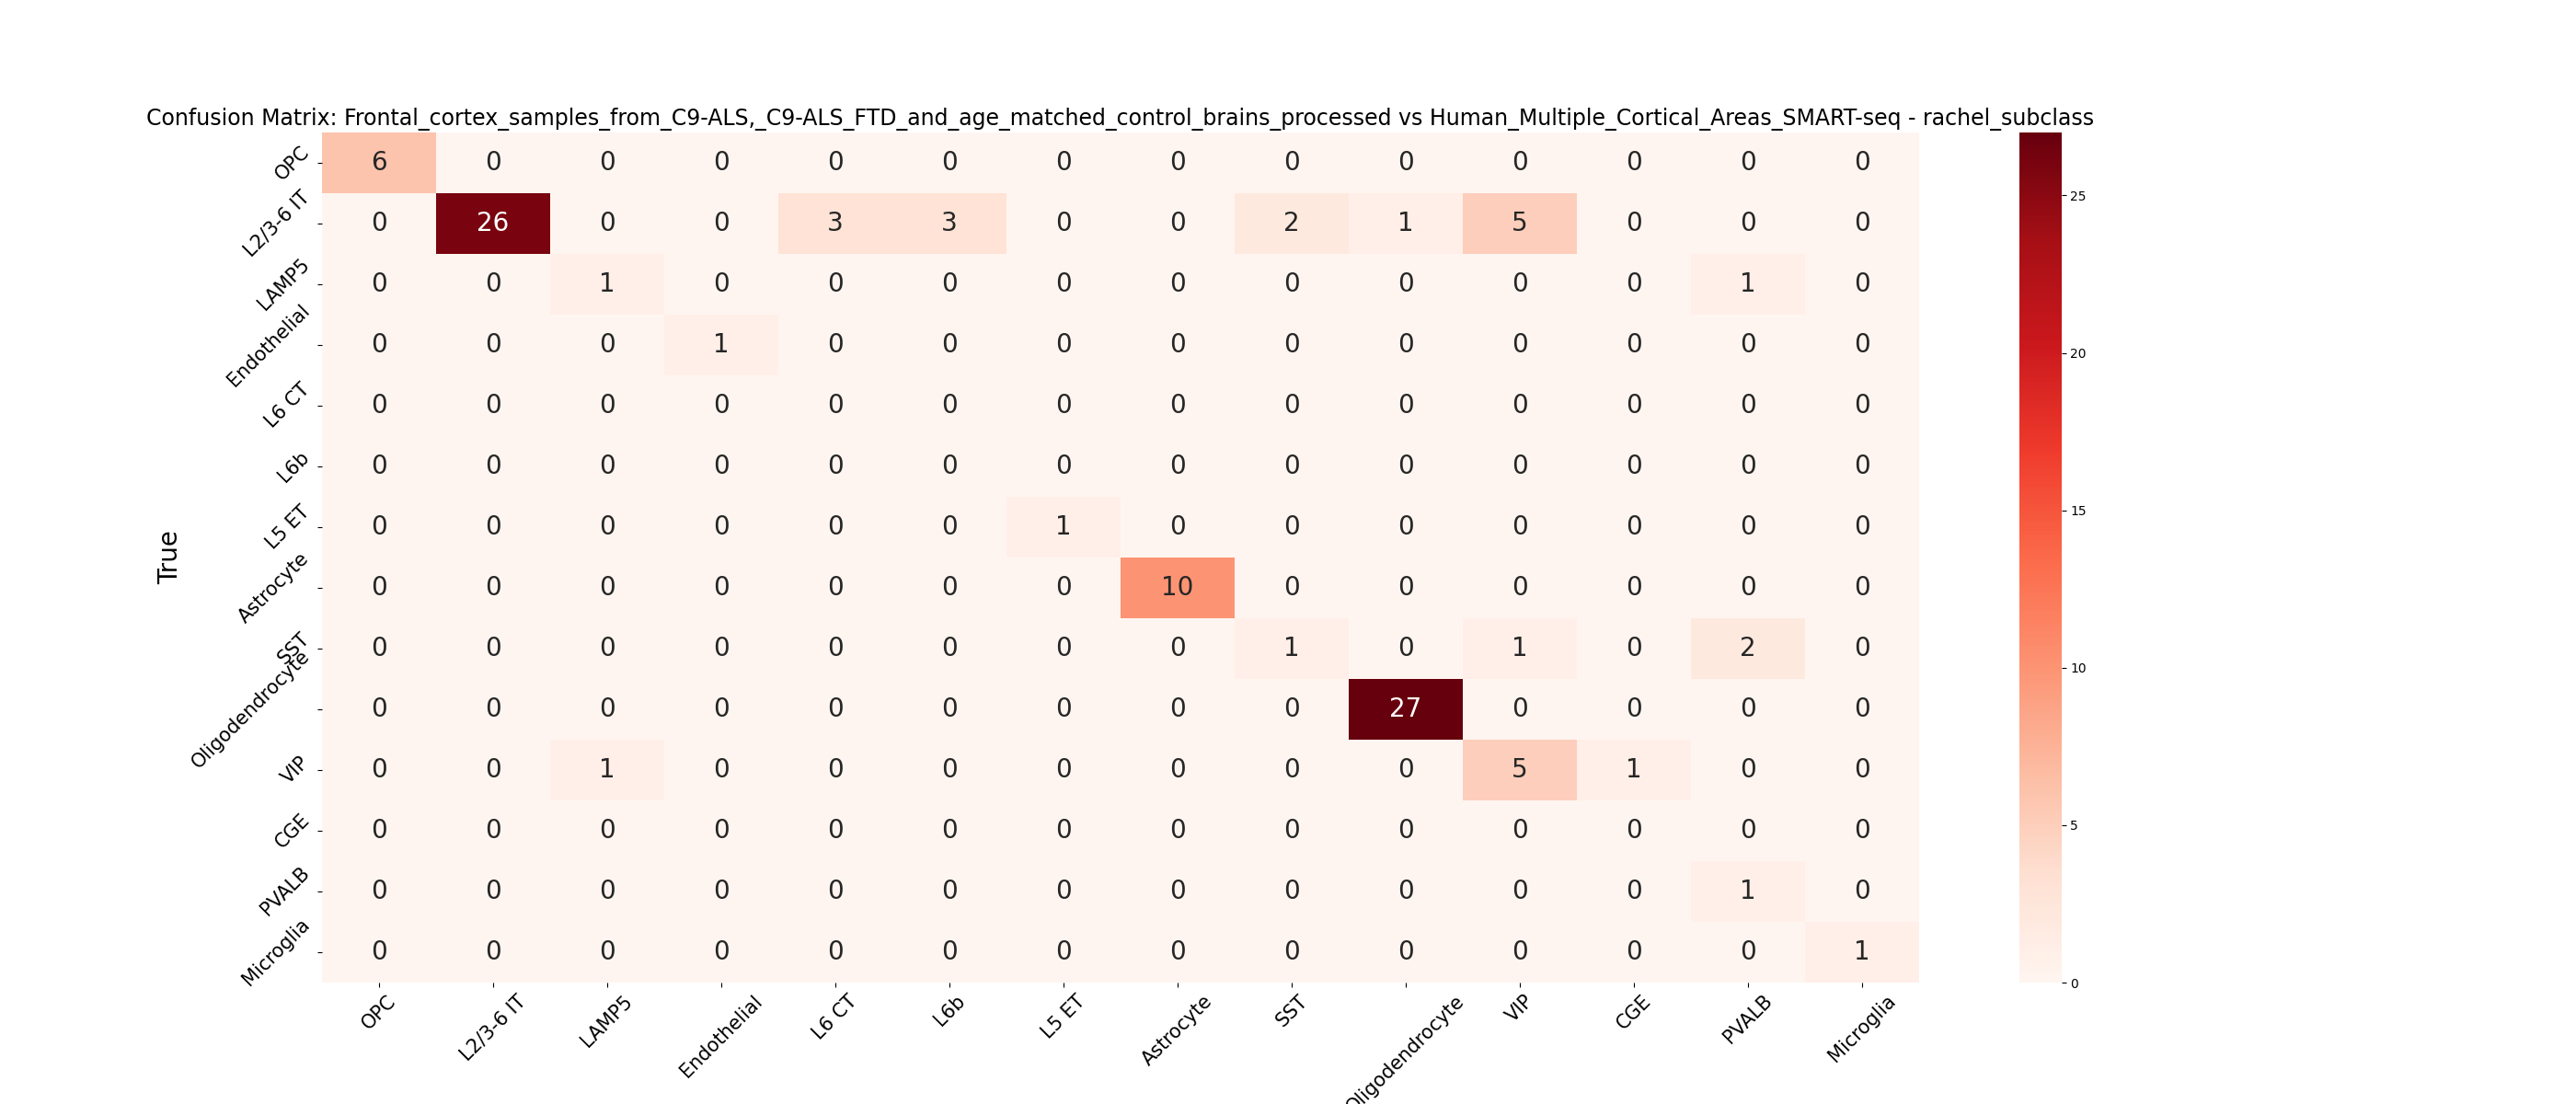 Confusion Matrix: Frontal_cortex_samples_from_C9-ALS,_C9-ALS_FTD_and_age_matched_control_brains_processed vs Human_Multiple_Cortical_Areas_SMART-seq - rachel_subclass
OPC 6 0 0 0 0 0 0 0 0 0 0 0 0 0
L2/3-6 IT 0 26 0 0 3 3 0 0 2 1 5 0 0 0
LAMP5 0 0 1 0 0 0 0 0 0 0 0 0 1 0
Endothelial 0 0 0 1 0 0 0 0 0 0 0 0 0 0
L6 CT 0 0 0 0 0 0 0 0 0 0 0 0 0 0
L6b 0 0 0 0 0 0 0 0 0 0 0 0 0 0
L5 ET 0 0 0 0 0 0 1 0 0 0 0 0 0 0
Astrocyte 0 0 0 0 0 0 0 10 0 0 0 0 0 0
SST 0 0 0 0 0 0 0 0 1 0 1 0 2 0
Oligodendrocyte 0 0 0 0 0 0 0 0 0 27 0 0 0 0
VIP 0 0 1 0 0 0 0 0 0 0 5 1 0 0
CGE 0 0 0 0 0 0 0 0 0 0 0 0 0 0
PVALB 0 0 0 0 0 0 0 0 0 0 0 0 1 0
Microglia 0 0 0 0 0 0 0 0 0 0 0 0 0 1
True
OPC L2/3-6 IT LAMP5 Endothelial L6 CT L6b L5 ET Astrocyte SST Oligodendrocyte VIP CGE PVALB Microglia
25
20
15
10
5
0